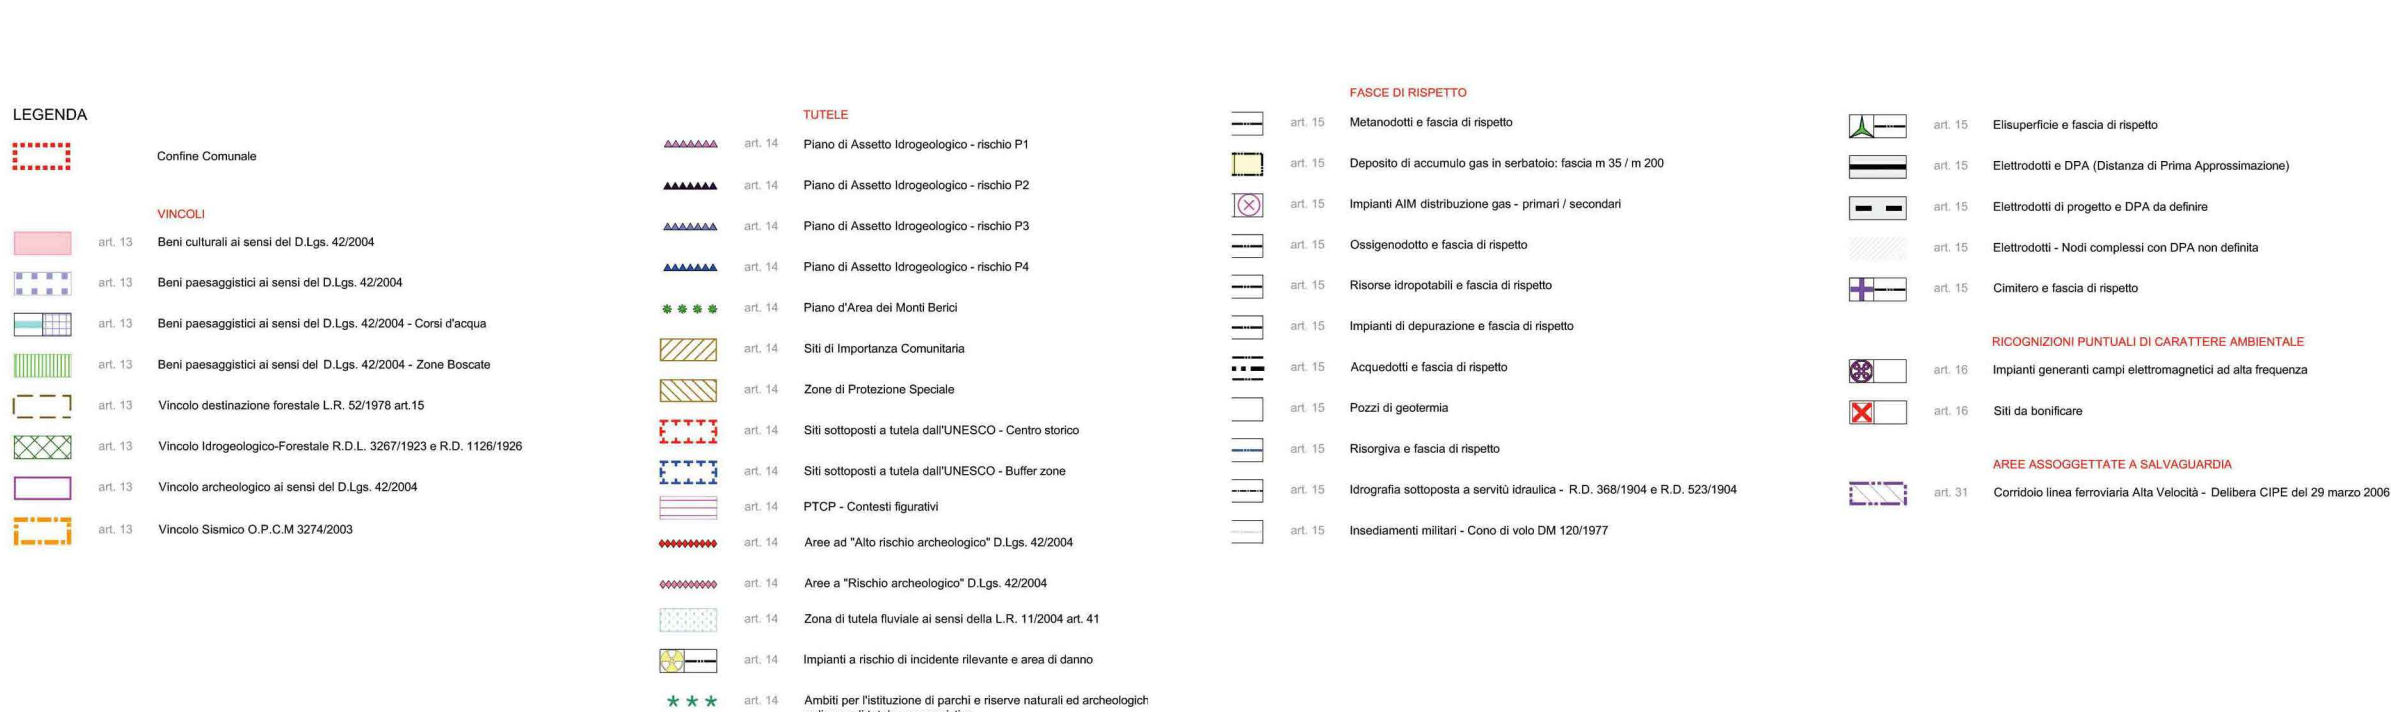 LEGENDA
Confine Comunale
VINCOLI
art. 13 Beni culturali ai sensi del D.Lgs. 42/2004
art. 13 Beni paesaggistici ai sensi del D.Lgs. 42/2004
art. 13 Beni paesaggistici ai sensi del D.Lgs. 42/2004 - Corsi d'acqua
art. 13 Beni paesaggistici ai sensi del D.Lgs. 42/2004 - Zone Boscate
art. 13 Vincolo destinazione forestale L.R. 52/1978 art.15
art. 13 Vincolo Idrogeologico-Forestale R.D.L. 3267/1923 e R.D. 1126/1926
art. 13 Vincolo archeologico ai sensi del D.Lgs. 42/2004
art. 13 Vincolo Sismico O.P.C.M 3274/2003
TUTELE
art. 14 Piano di Assetto Idrogeologico - rischio P1
art. 14 Piano di Assetto Idrogeologico - rischio P2
art. 14 Piano di Assetto Idrogeologico - rischio P3
art. 14 Piano di Assetto Idrogeologico - rischio P4
art. 14 Piano d'Area dei Monti Berici
art. 14 Siti di Importanza Comunitaria
art. 14 Zone di Protezione Speciale
art. 14 Siti sottoposti a tutela dall'UNESCO - Centro storico
art. 14 Siti sottoposti a tutela dall'UNESCO - Buffer zone
art. 14 PTCP - Contesti figurativi
art. 14 Aree ad "Alto rischio archeologico" D.Lgs. 42/2004
art. 14 Aree a "Rischio archeologico" D.Lgs. 42/2004
art. 14 Zona di tutela fluviale ai sensi della L.R. 11/2004 art. 41
art. 14 Impianti a rischio di incidente rilevante e area di danno
art. 14 Ambiti per l'istituzione di parchi e riserve naturali ed archeologich
FASCE DI RISPETTO
art. 15 Metanodotti e fascia di rispetto
art. 15 Deposito di accumulo gas in serbatoio: fascia m 35 / m 200
art. 15 Impianti AIM distribuzione gas - primari / secondari
art. 15 Ossigenodotto e fascia di rispetto
art. 15 Risorse idropotabili e fascia di rispetto
art. 15 Impianti di depurazione e fascia di rispetto
art. 15 Acquedotti e fascia di rispetto
art. 15 Pozzi di geotermia
art. 15 Risorgiva e fascia di rispetto
art. 15 Idrografia sottoposta a servitù idraulica - R.D. 368/1904 e R.D. 523/1904
art. 15 Insediamenti militari - Cono di volo DM 120/1977
art. 15 Elisuperficie e fascia di rispetto
art. 15 Elettrodotti e DPA (Distanza di Prima Approssimazione)
art. 15 Elettrodotti di progetto e DPA da definire
art. 15 Elettrodotti - Nodi complessi con DPA non definita
art. 15 Cimitero e fascia di rispetto
RICOGNIZIONI PUNTUALI DI CARATTERE AMBIENTALE
art. 16 Impianti generanti campi elettromagnetici ad alta frequenza
art. 16 Siti da bonificare
AREE ASSOGGETTATE A SALVAGUARDIA
art. 31 Corridoio linea ferroviaria Alta Velocità - Delibera CIPE del 29 marzo 2006